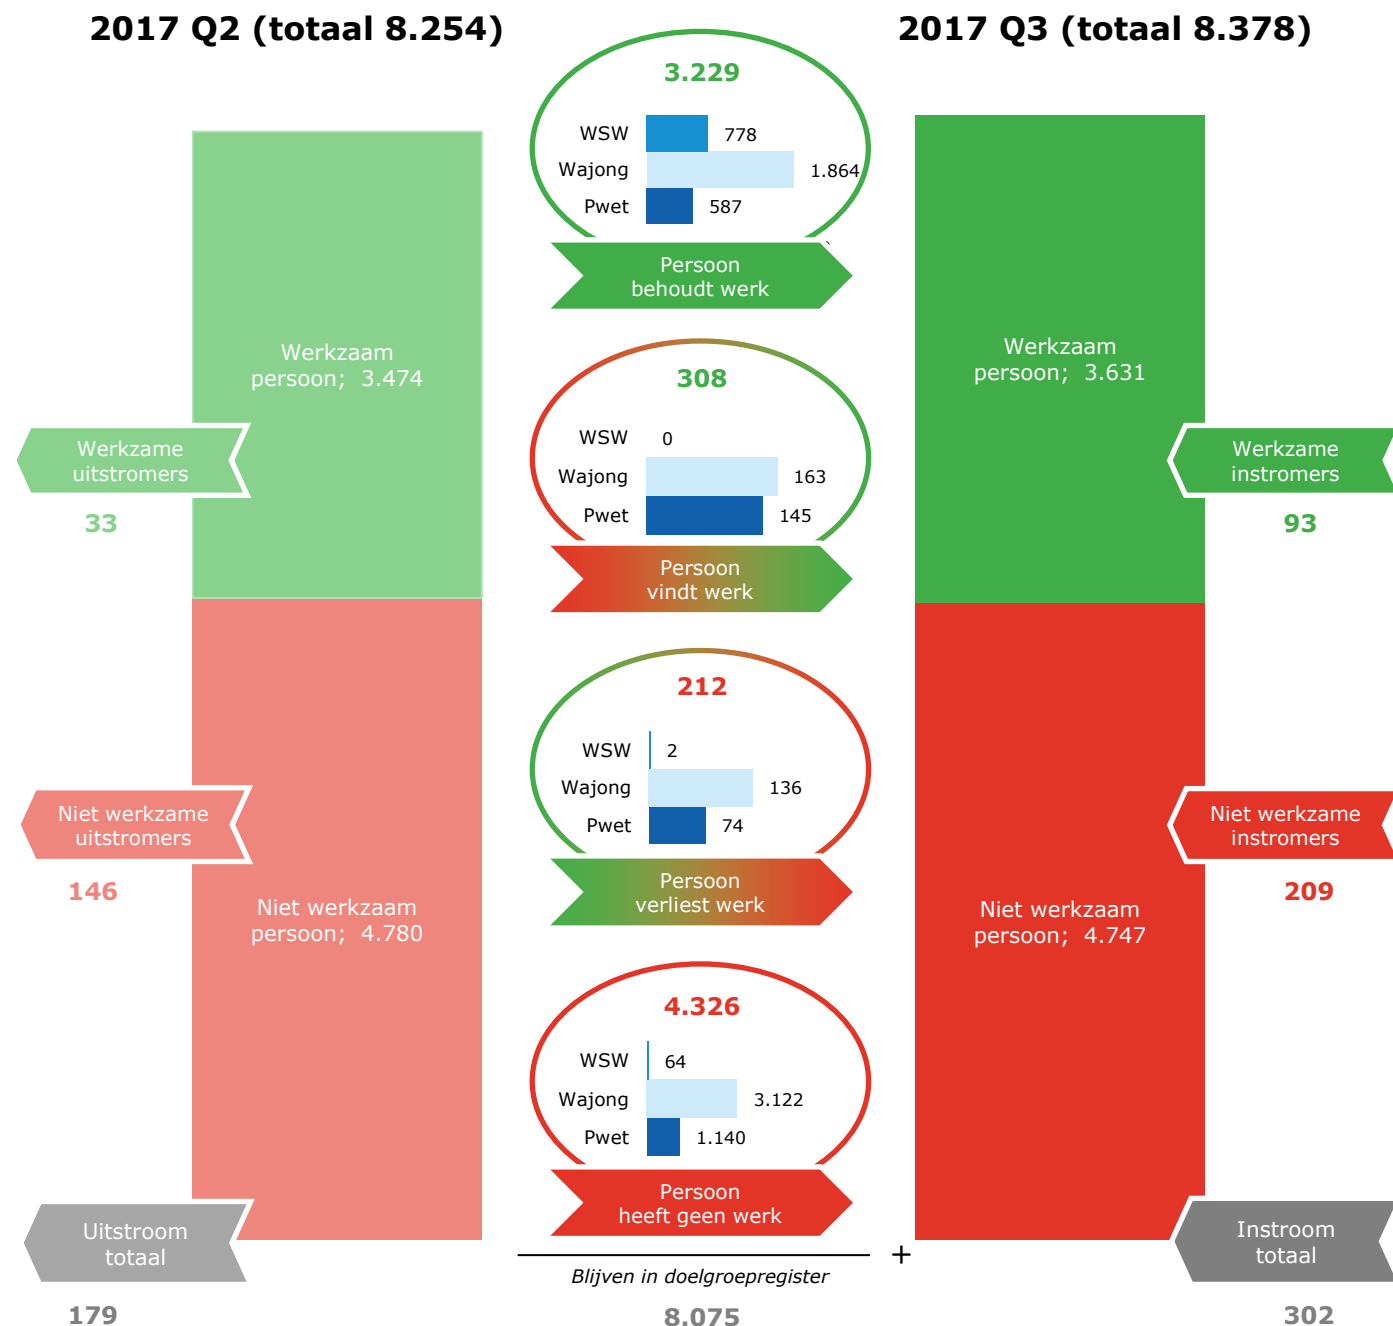 2017 Q2 (totaal 8.254)
2017 Q3 (totaal 8.378)
Werkzaam
persoon; 3.474
Werkzame
uitstromers
33
Niet werkzame
uitstromers
146
Niet werkzaam
persoon; 4.780
Uitstroom
totaal
179
3.229
WSW 778
Wajong 1.864
Pwet 587
Persoon
behoudt werk
308
WSW 0
Wajong 163
Pwet 145
Persoon
vindt werk
212
WSW 2
Wajong 136
Pwet 74
Persoon
verliest werk
4.326
WSW 64
Wajong 3.122
Pwet 1.140
Persoon
heeft geen werk
+
Blijven in doelgroepregister
8.075
Werkzaam
persoon; 3.631
Werkzame
instromers
93
Niet werkzame
instromers
209
Niet werkzaam
persoon; 4.747
Instroom
totaal
302